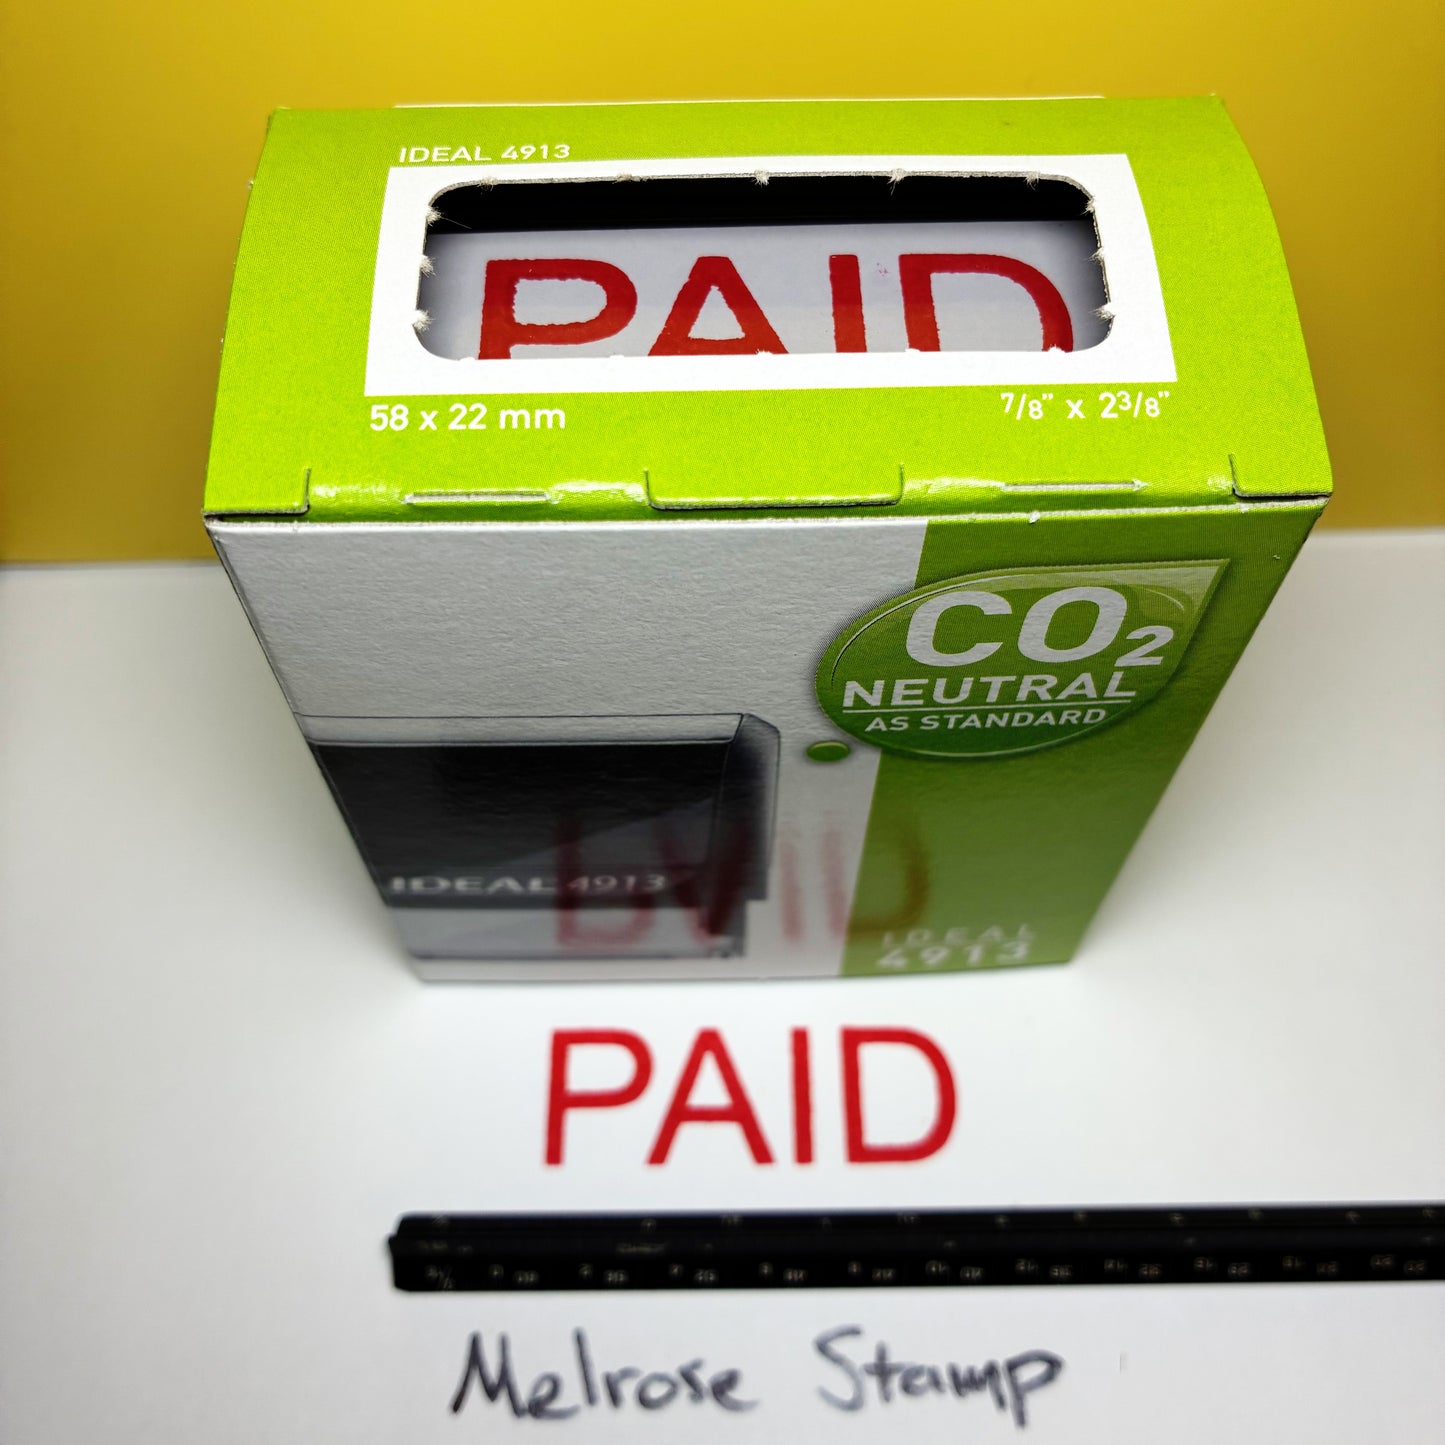 IDEAL 4913
PAID
58 x 22 mm
7/8" x 2 3/8"
CO2
NEUTRAL
AS STANDARD
IDEAL 4913
IDEAL
4913
PAID
Melrose Stamp